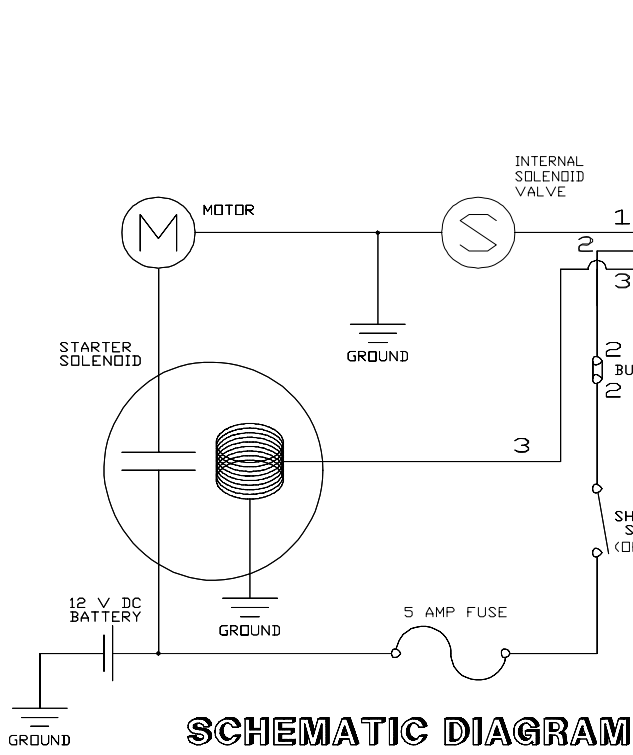 INTERNAL
SOLENOID
VALVE
MOTOR
M
S
1
2
3
GROUND
STARTER
SOLENOID
2
2
3
12 V DC
BATTERY
5 AMP FUSE
GROUND
GROUND
SCHEMATIC DIAGRAM